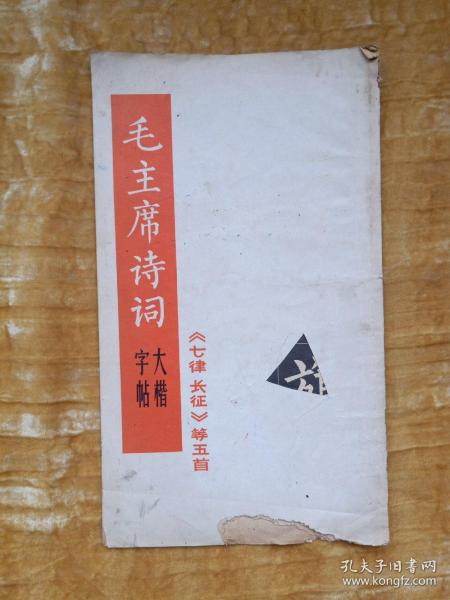 毛主席诗词
大楷
字帖
《七律 长征》等五首
孔夫子旧书网
www.kongfz.com